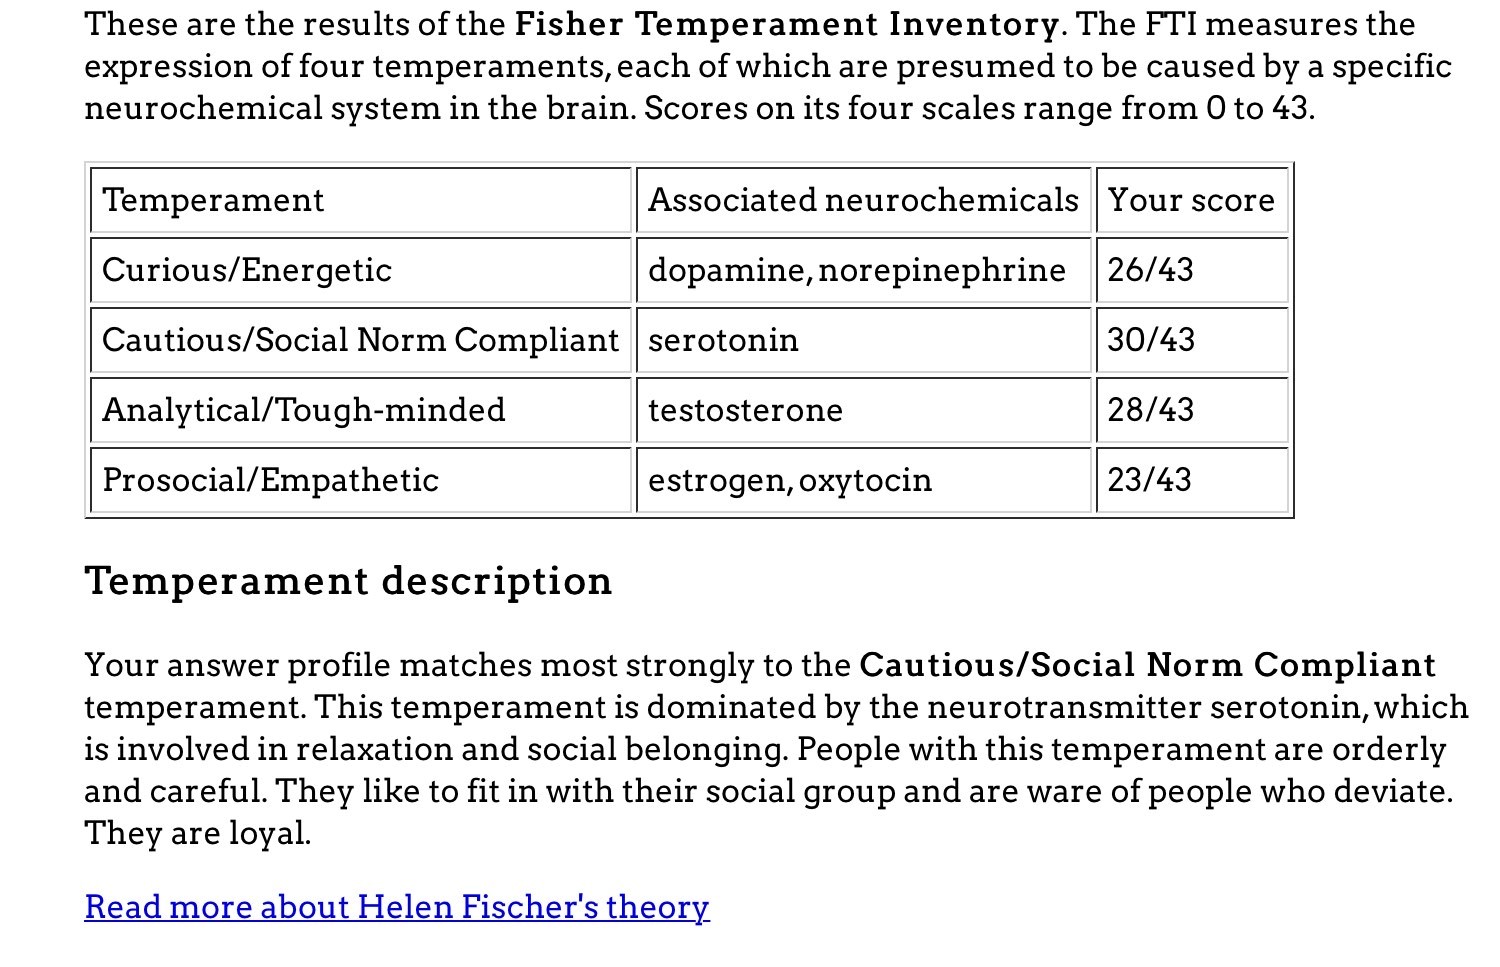 These are the results of the Fisher Temperament Inventory. The FTI measures the
expression of four temperaments, each of which are presumed to be caused by a specific
neurochemical system in the brain. Scores on its four scales range from 0 to 43.
Temperament Associated neurochemicals Your score
Curious/Energetic dopamine, norepinephrine 26/43
Cautious/Social Norm Compliant serotonin 30/43
Analytical/Tough-minded testosterone 28/43
Prosocial/Empathetic estrogen, oxytocin 23/43
Temperament description
Your answer profile matches most strongly to the Cautious/Social Norm Compliant
temperament. This temperament is dominated by the neurotransmitter serotonin, which
is involved in relaxation and social belonging. People with this temperament are orderly
and careful. They like to fit in with their social group and are ware of people who deviate.
They are loyal.
Read more about Helen Fischer's theory